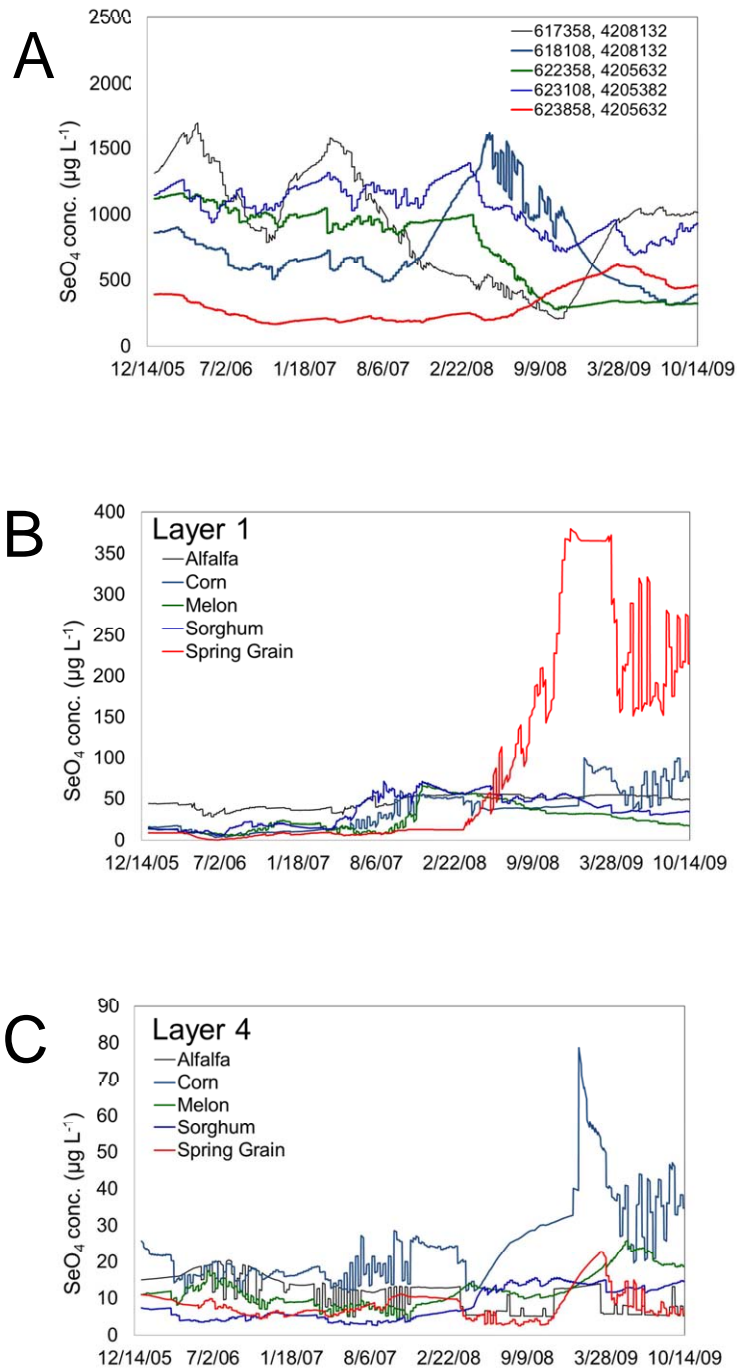 A
2500
2000
1500
1000
500
0
SeO4 conc. (µg L-1)
617358, 4208132
618108, 4208132
622358, 4205632
623108, 4205382
623858, 4205632
12/14/05 7/2/06 1/18/07 8/6/07 2/22/08 9/9/08 3/28/09 10/14/09
B
400
350
300
250
200
150
100
50
0
SeO4 conc. (µg L-1)
Layer 1
Alfalfa
Corn
Melon
Sorghum
Spring Grain
12/14/05 7/2/06 1/18/07 8/6/07 2/22/08 9/9/08 3/28/09 10/14/09
C
90
80
70
60
50
40
30
20
10
0
SeO4 conc. (µg L-1)
Layer 4
Alfalfa
Corn
Melon
Sorghum
Spring Grain
12/14/05 7/2/06 1/18/07 8/6/07 2/22/08 9/9/08 3/28/09 10/14/09